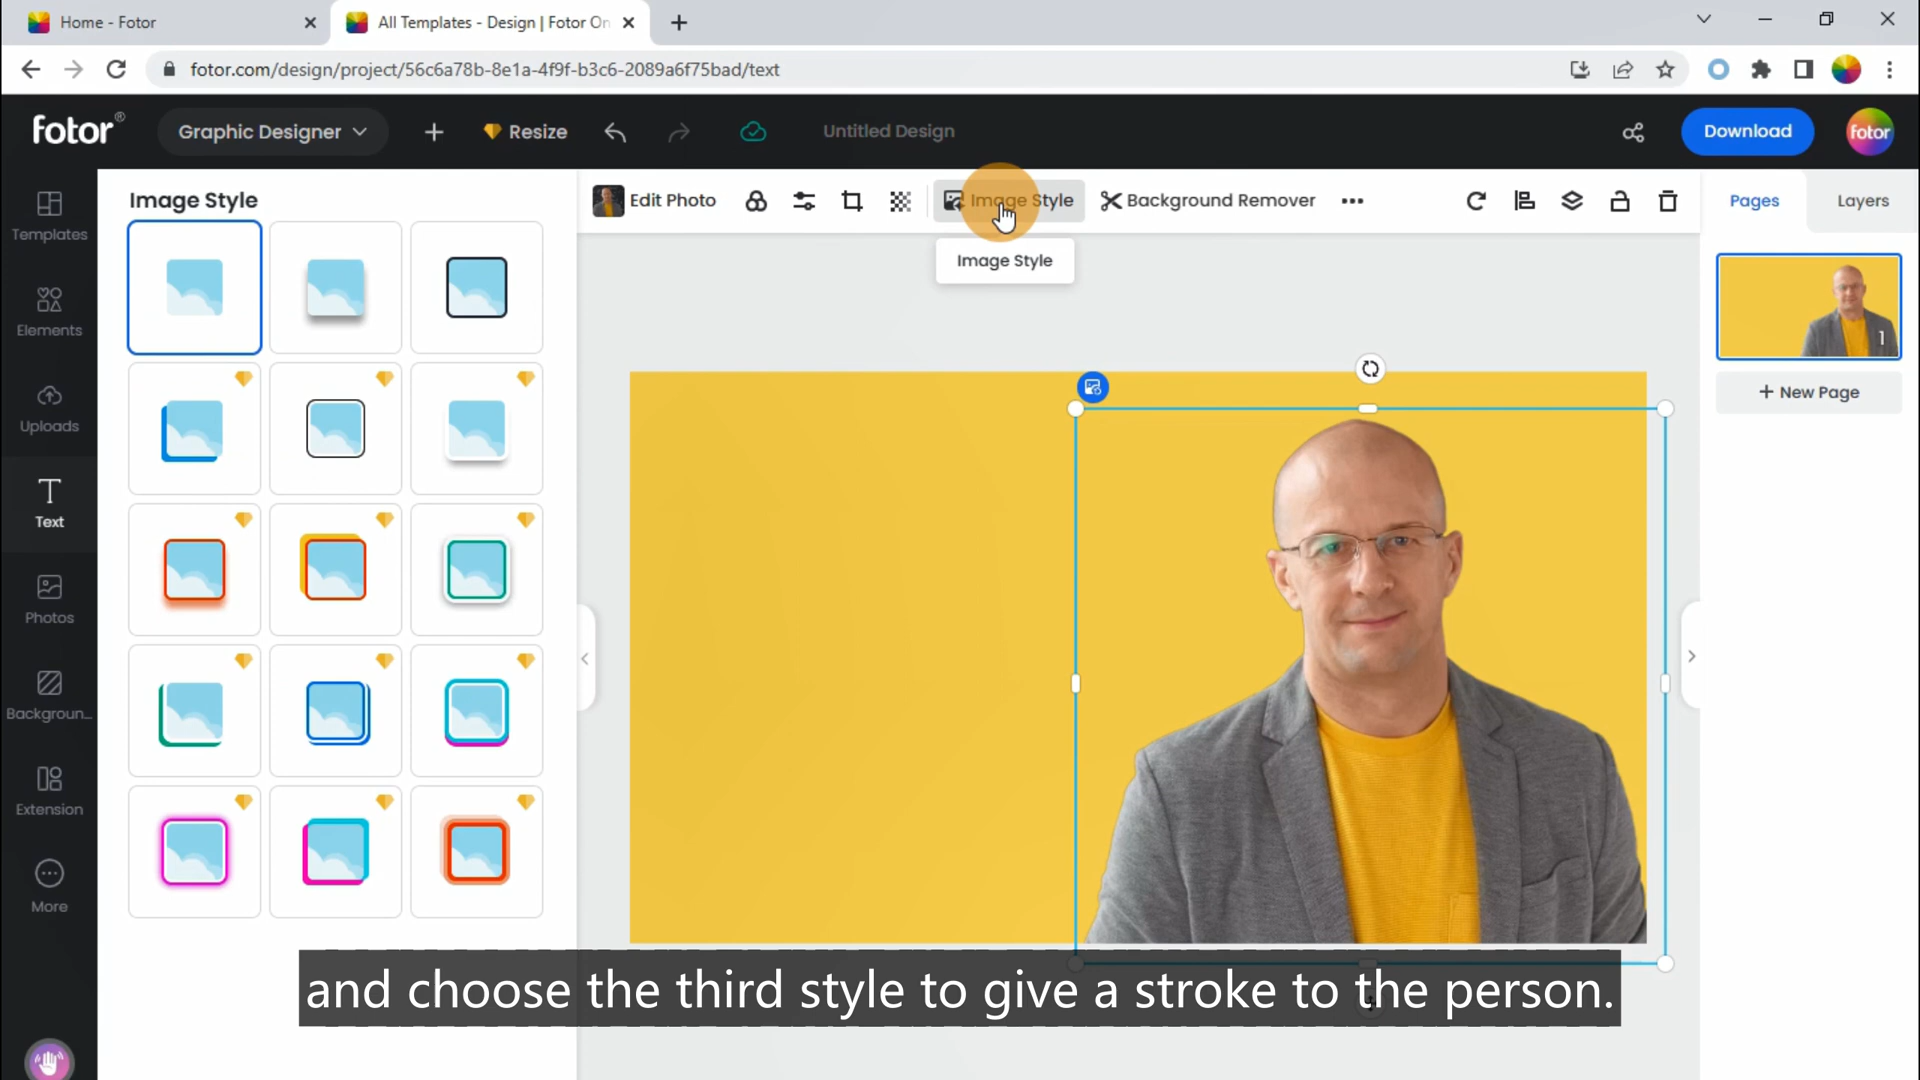 Home - Fotor
All Templates - Design | Fotor On
fotor.com/design/project/56c6a78b-8e1a-4f9f-b3c6-2089a6f75bad/text
fotor®
Graphic Designer
Resize
Untitled Design
Download
fotor
Templates
Elements
Uploads
Text
Photos
Backgroun...
Extension
More
Image Style
Edit Photo
Image Style
Background Remover
Image Style
Pages
Layers
1
+ New Page
and choose the third style to give a stroke to the person.